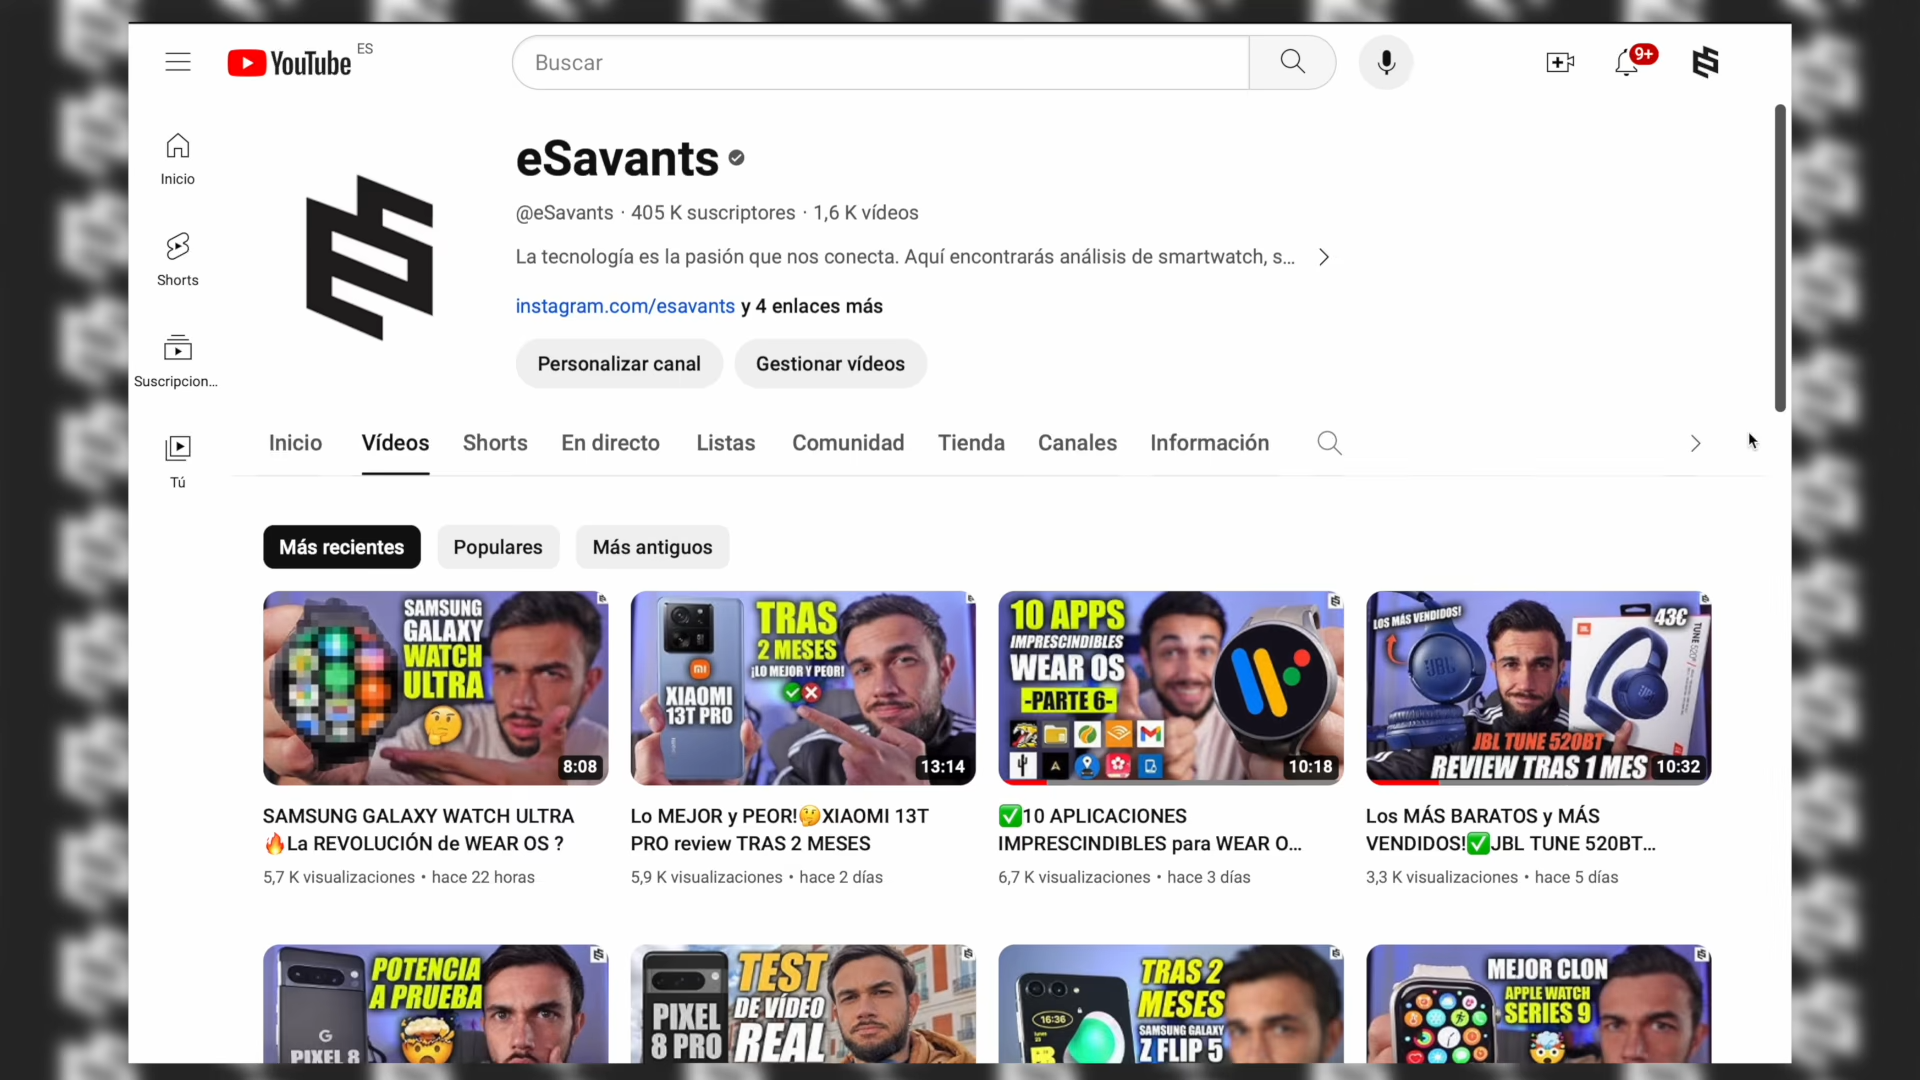 YouTube ES
Buscar
9+
Inicio
Shorts
Suscripcion...
Tú
eSavants
@eSavants · 405 K suscriptores · 1,6 K vídeos
La tecnología es la pasión que nos conecta. Aquí encontrarás análisis de smartwatch, s...
instagram.com/esavants y 4 enlaces más
Personalizar canal
Gestionar vídeos
Inicio
Vídeos
Shorts
En directo
Listas
Comunidad
Tienda
Canales
Información
Más recientes
Populares
Más antiguos
SAMSUNG
GALAXY
WATCH
ULTRA
8:08
SAMSUNG GALAXY WATCH ULTRA
🔥La REVOLUCIÓN de WEAR OS ?
5,7 K visualizaciones • hace 22 horas
TRAS
2 MESES
¡LO MEJOR Y PEOR!
XIAOMI
13T PRO
13:14
Lo MEJOR y PEOR!🤔XIAOMI 13T
PRO review TRAS 2 MESES
5,9 K visualizaciones • hace 2 días
10 APPS
IMPRESCINDIBLES
WEAR OS
-PARTE 6-
10:18
✅10 APLICACIONES
IMPRESCINDIBLES para WEAR O...
6,7 K visualizaciones • hace 3 días
LOS MÁS VENDIDOS!
43€
JBL
TUNE 520BT
JBL TUNE 520BT
REVIEW TRAS 1 MES
10:32
Los MÁS BARATOS y MÁS
VENDIDOS!✅JBL TUNE 520BT...
3,3 K visualizaciones • hace 5 días
POTENCIA
A PRUEBA
G
PIXEL 8
TEST
DE VÍDEO
REAL
PIXEL
8 PRO
TRAS 2
MESES
SAMSUNG GALAXY
Z FLIP 5
16:36
MEJOR CLON
APPLE WATCH
SERIES 9